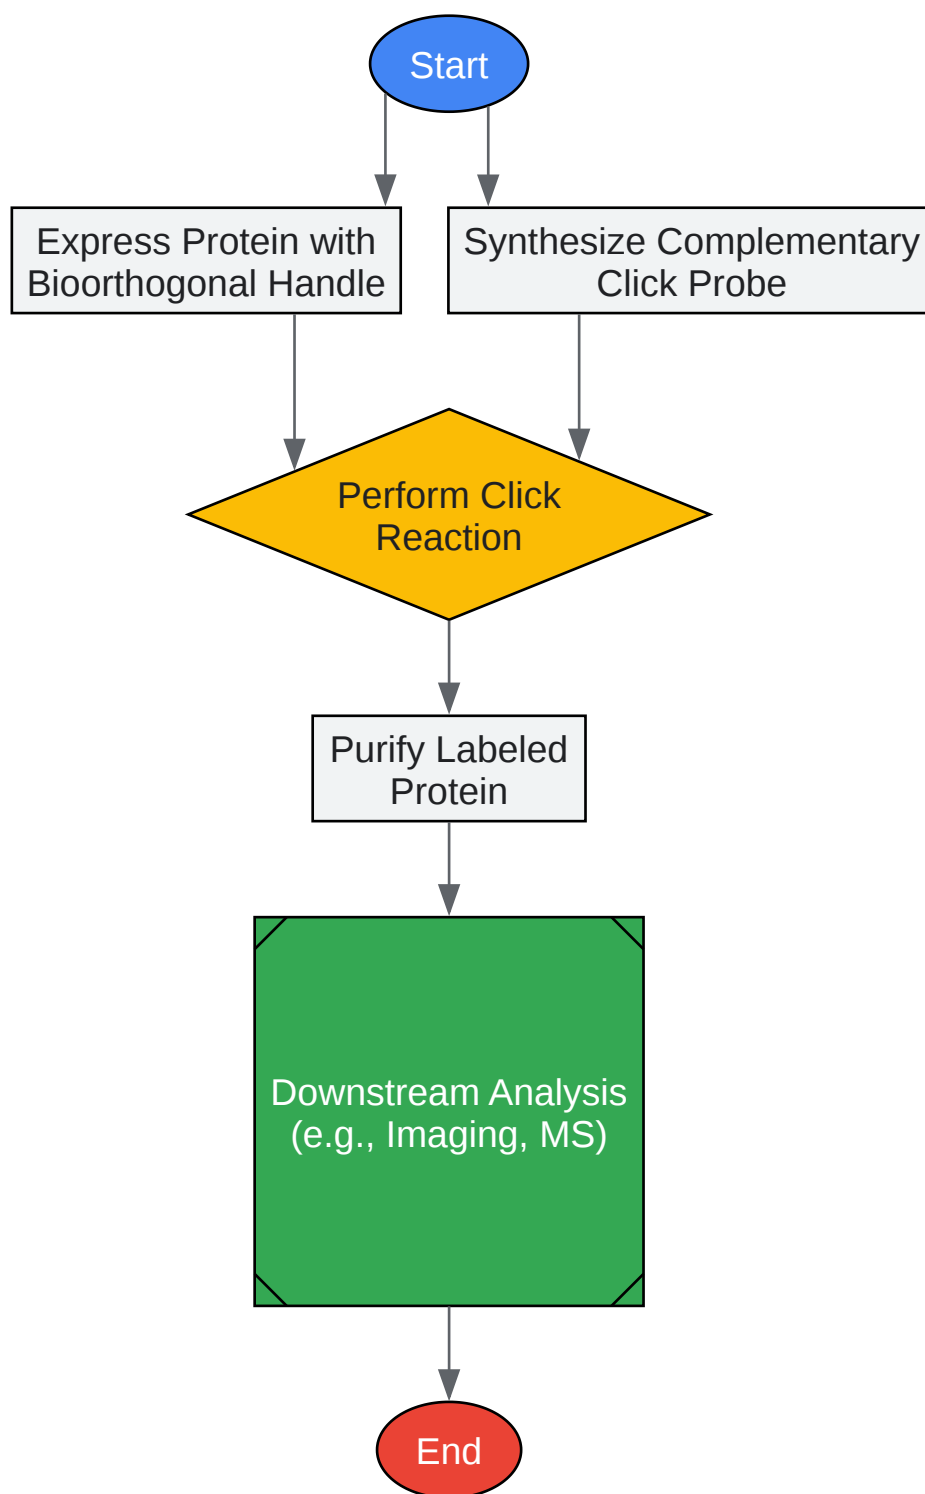 Start
Express Protein with
Bioorthogonal Handle
Synthesize Complementary
Click Probe
Perform Click
Reaction
Purify Labeled
Protein
Downstream Analysis
(e.g., Imaging, MS)
End